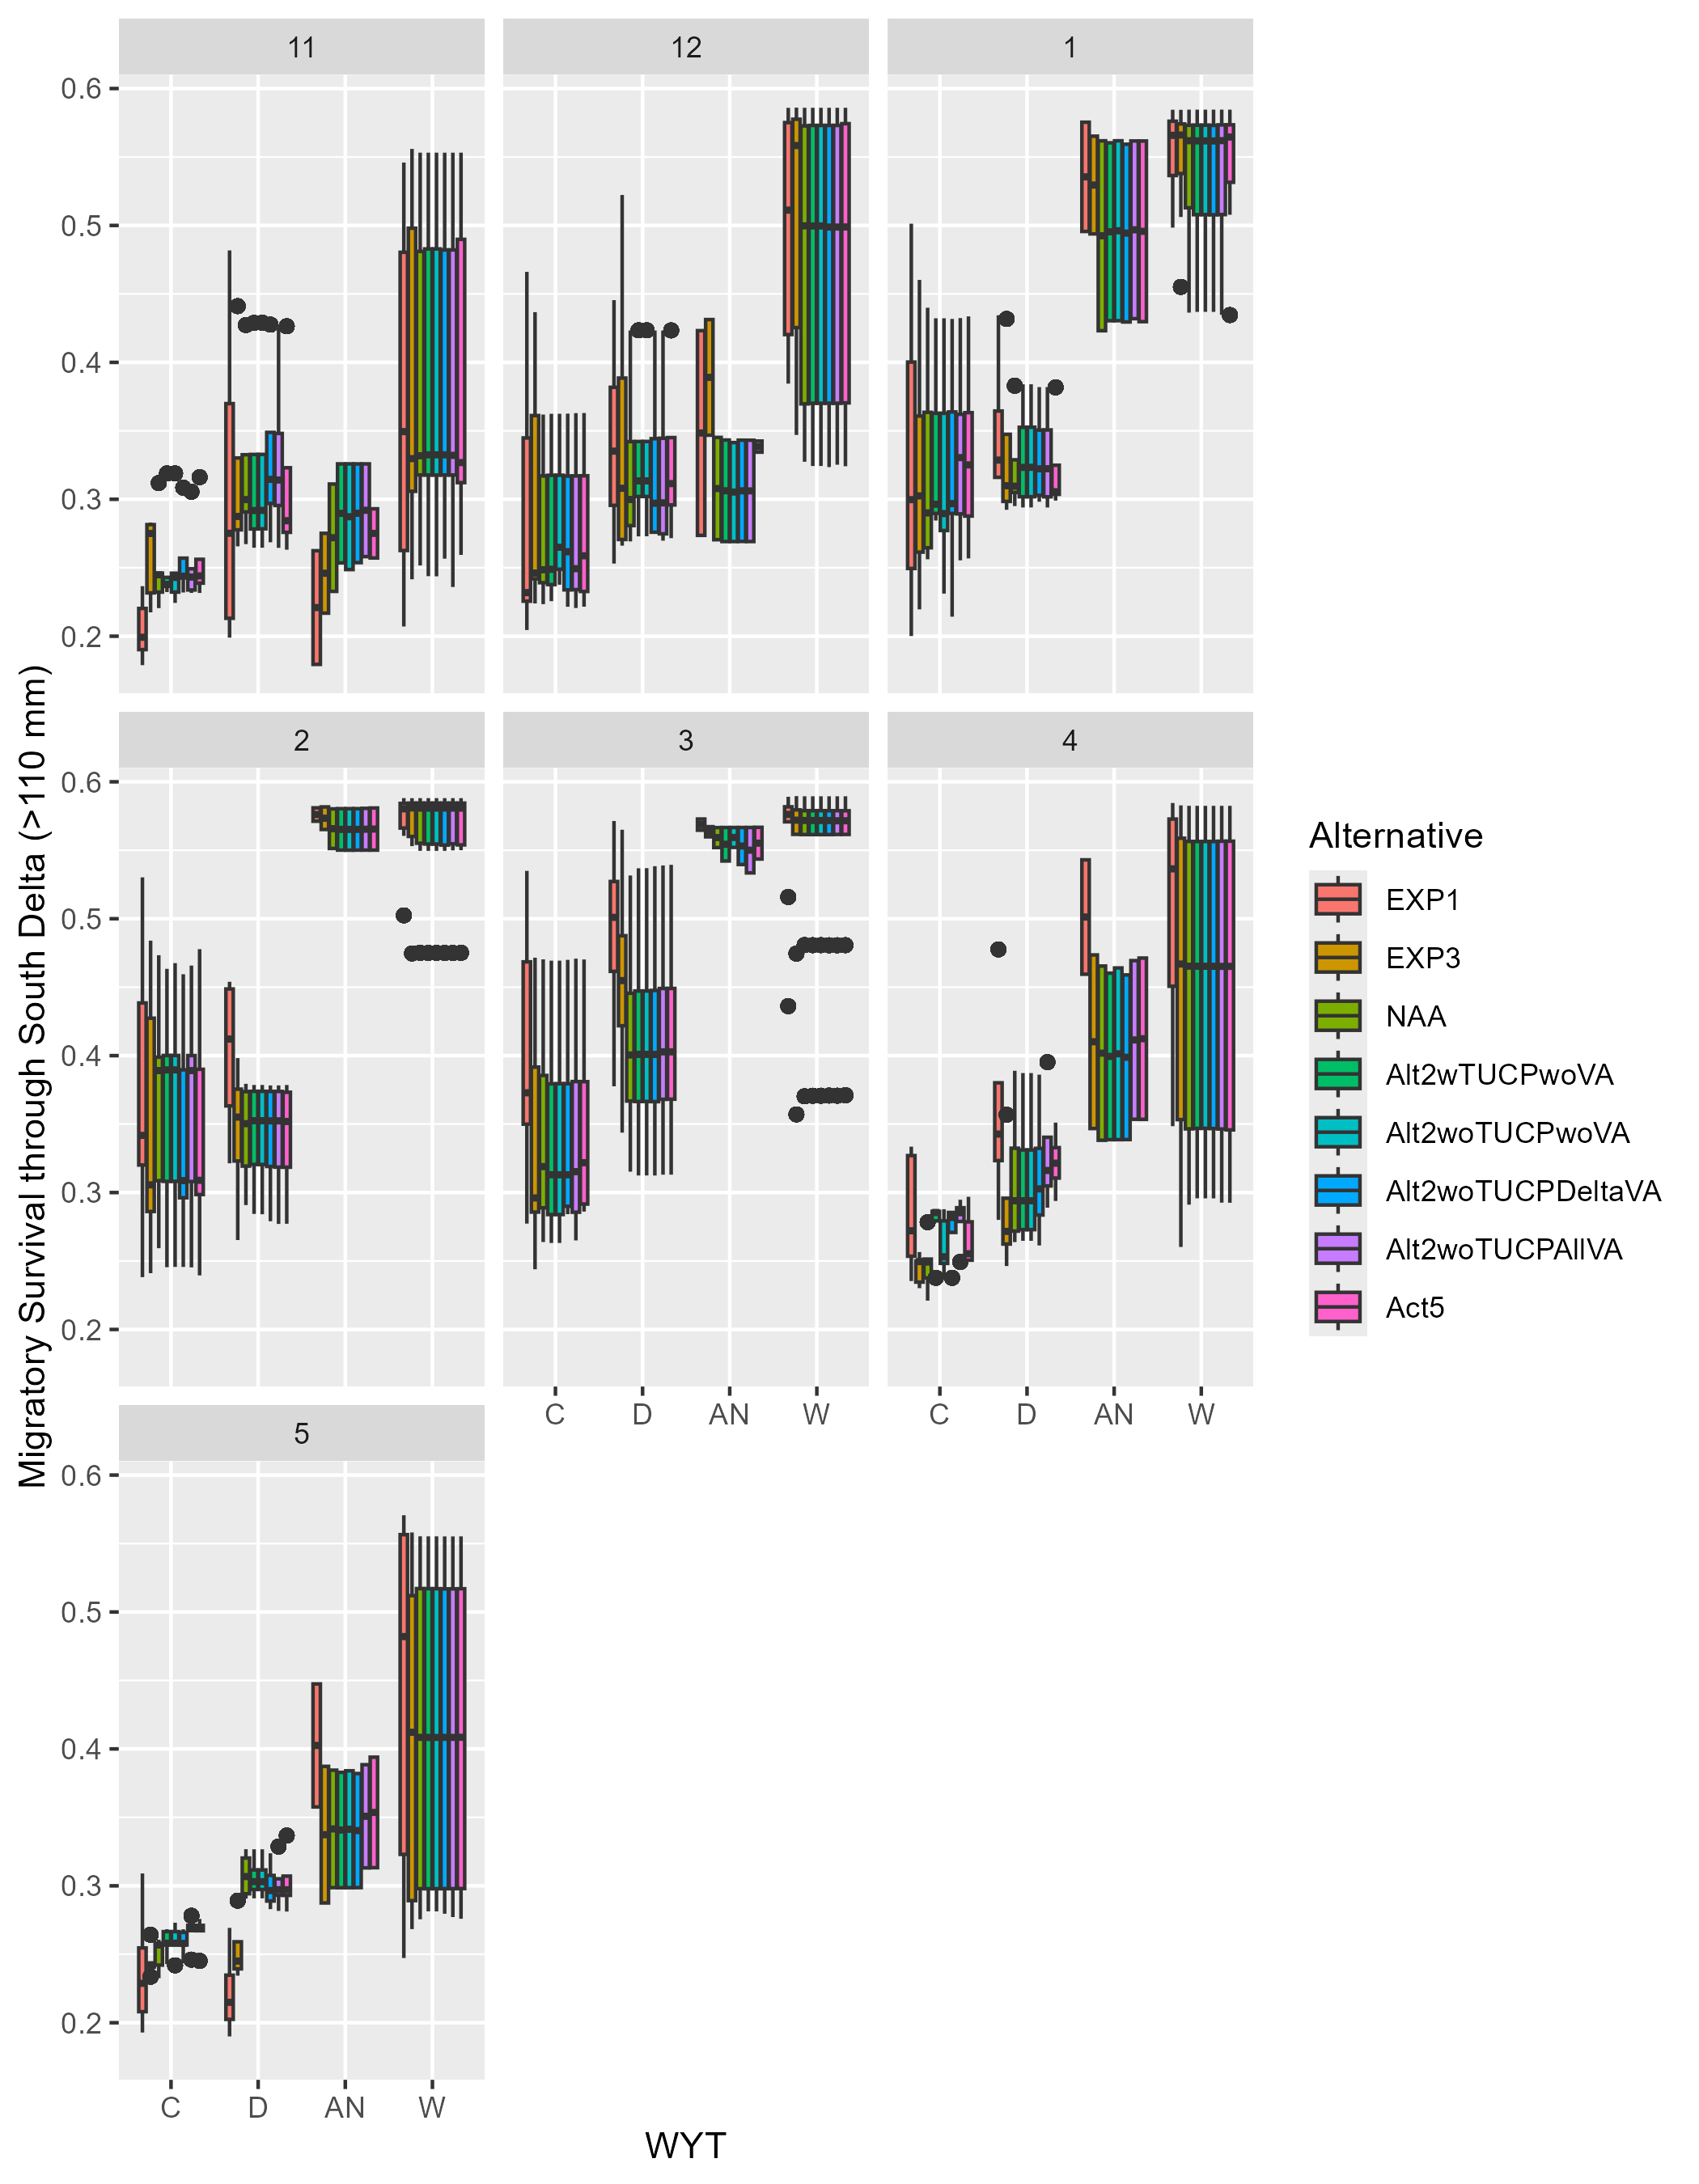 11 12 1
0.6
0.5
0.4
0.3
0.2
2 3 4
0.6
0.5
0.4
0.3
0.2
C D AN W C D AN W
5
0.6
0.5
0.4
0.3
0.2
C D AN W
WYT
Migratory Survival through South Delta (>110 mm)
Alternative
EXP1
EXP3
NAA
Alt2wTUCPwoVA
Alt2woTUCPwoVA
Alt2woTUCPDeltaVA
Alt2woTUCPAllVA
Act5